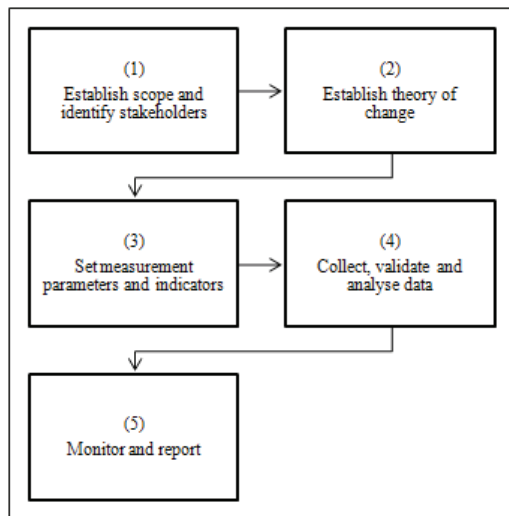 (1)
Establish scope and
identify stakeholders
(2)
Establish theory of
change
(3)
Set measurement
parameters and indicators
(4)
Collect, validate and
analyse data
(5)
Monitor and report